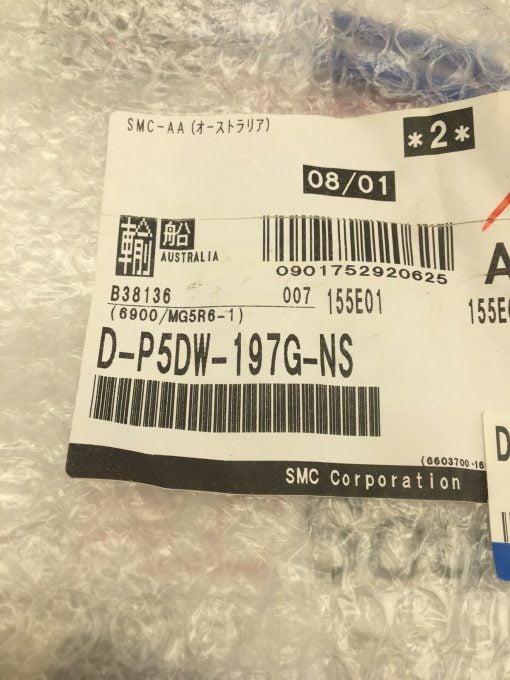 SMC-AA (オーストラリア)
*2*
08/01
輸 船
AUSTRALIA
0901752920625
A
B38136 007 155E01
155E
(6900/MG5R6-1)
D-P5DW-197G-NS
(6603700-16
SMC Corporation
D